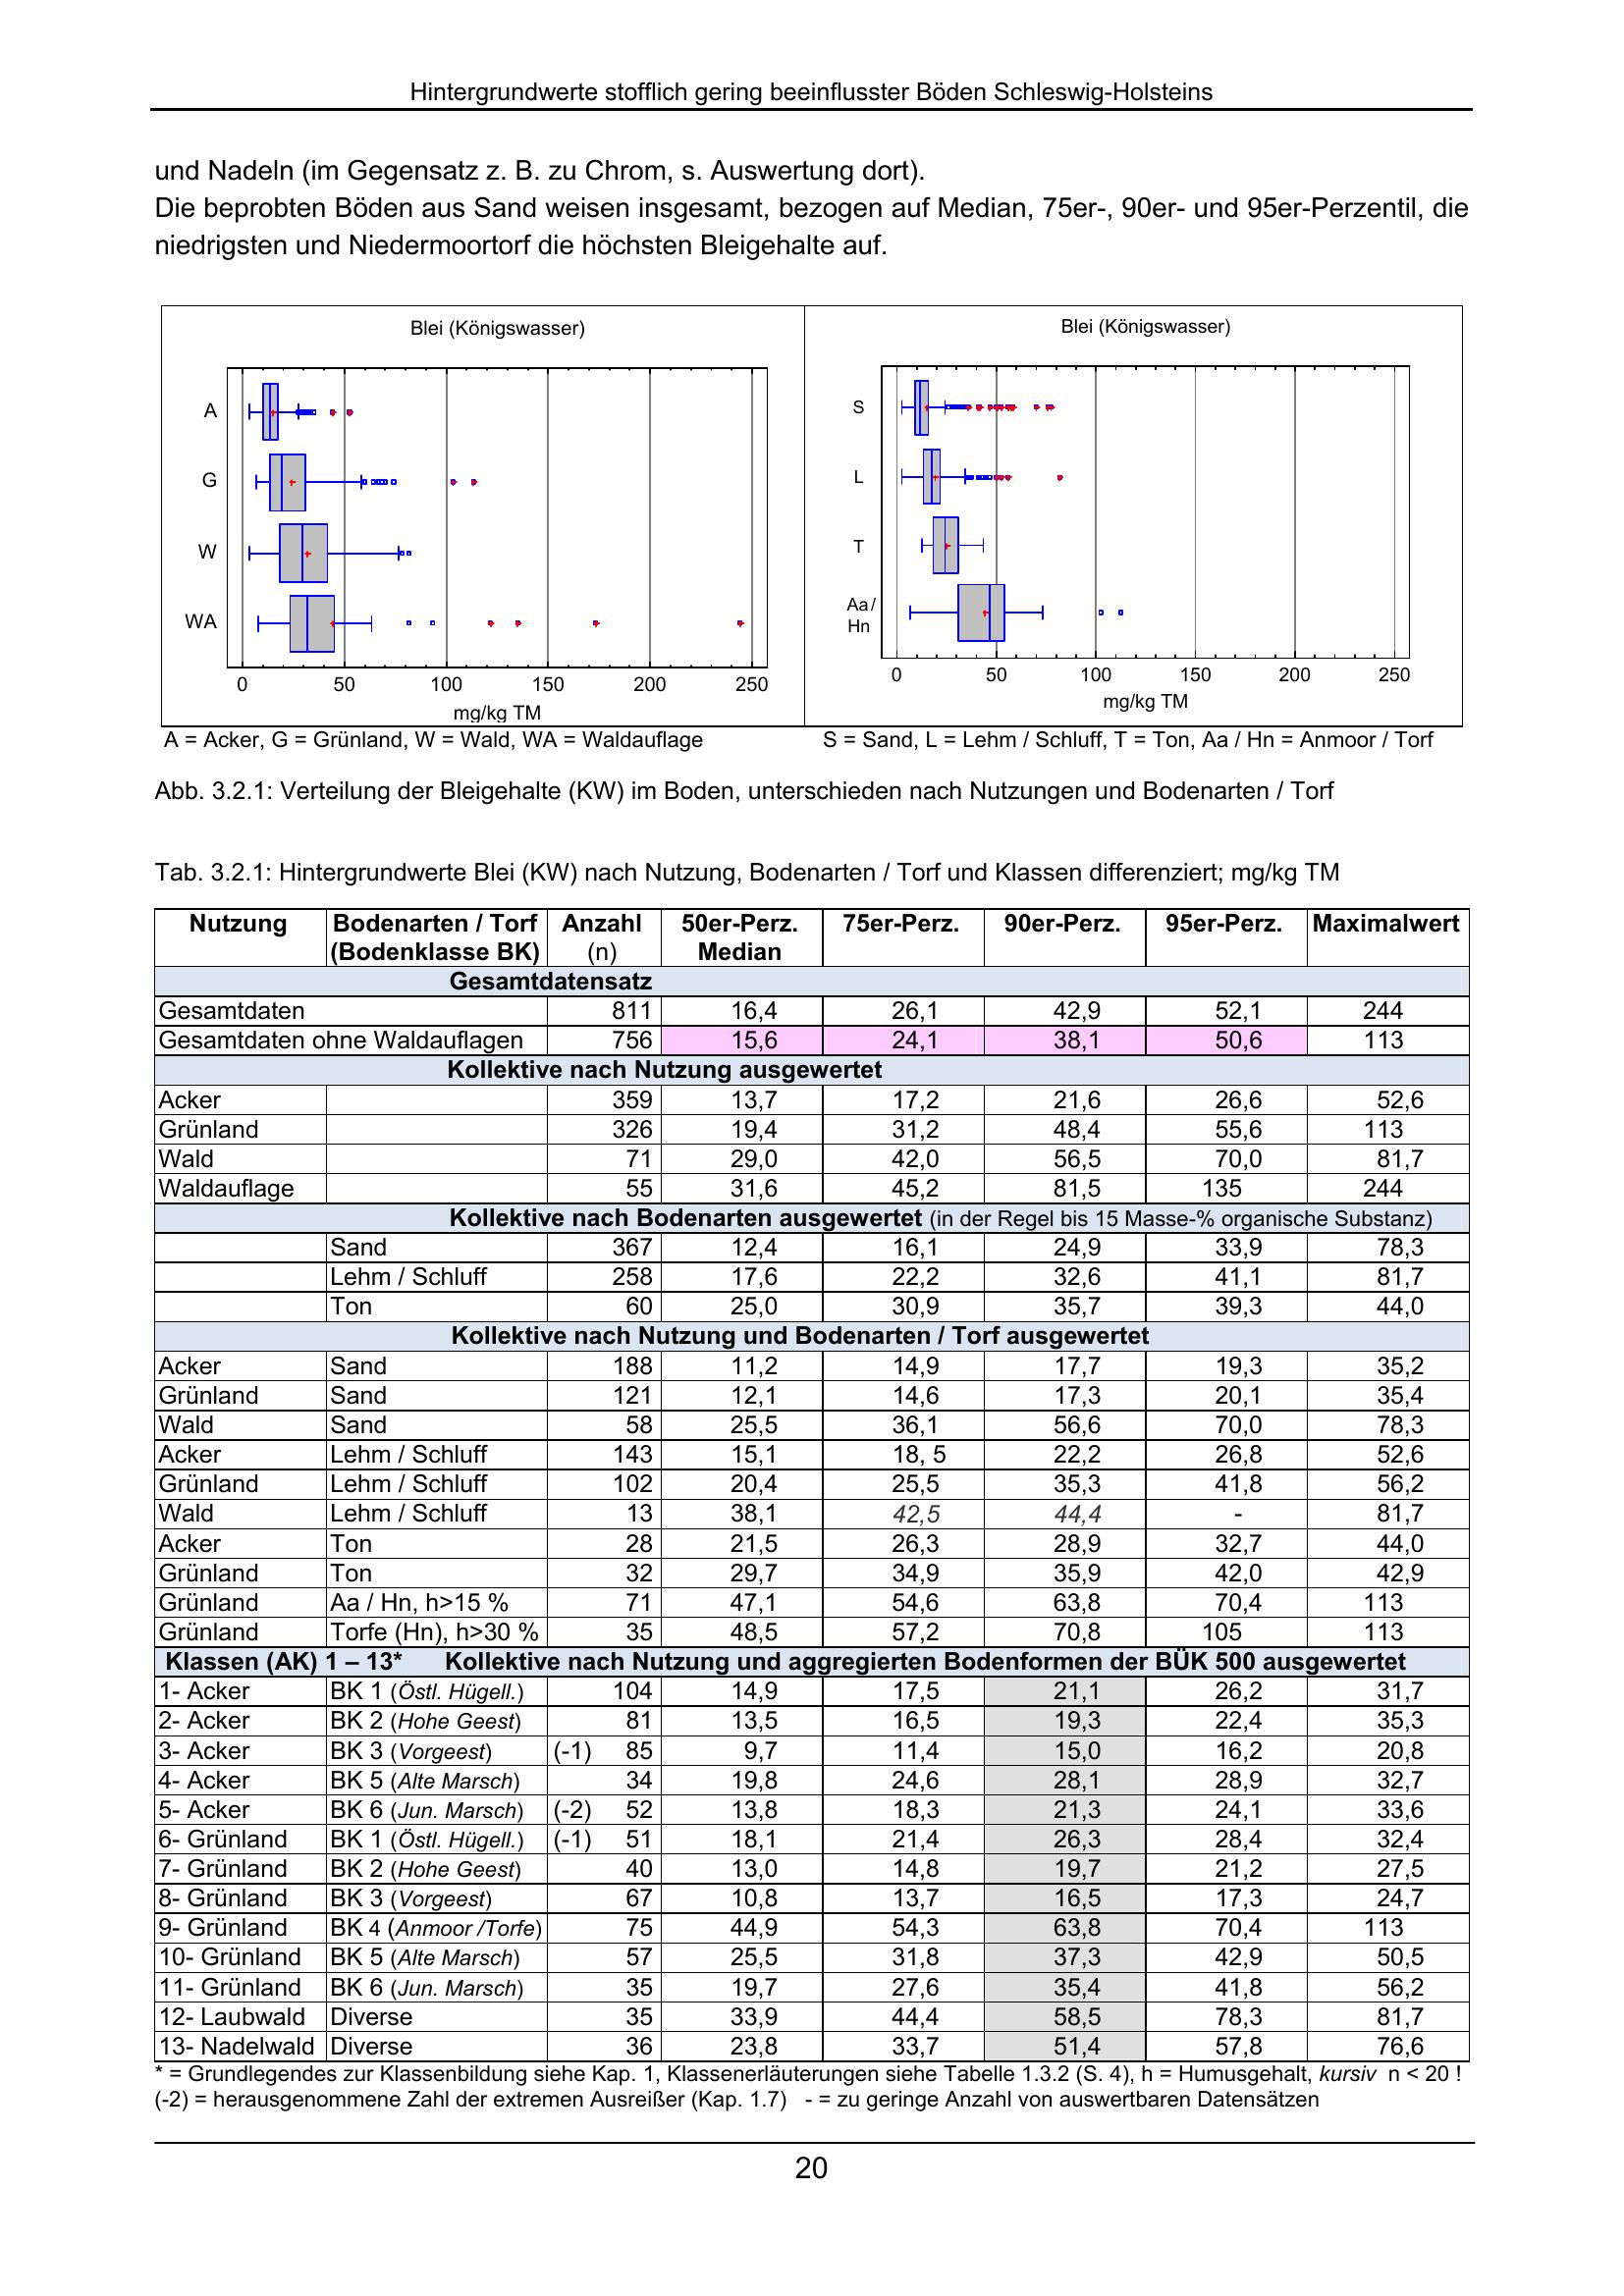 Hintergrundwerte stofflich gering beeinflusster Böden Schleswig-Holsteins
und Nadeln (im Gegensatz z. B. zu Chrom, s. Auswertung dort).
Die beprobten Böden aus Sand weisen insgesamt, bezogen auf Median, 75er-, 90er- und 95er-Perzentil, die
niedrigsten und Niedermoortorf die höchsten Bleigehalte auf.
Blei (Königswasser)
A
G
W
WA
0 50 100 150 200 250
mg/kg TM
Blei (Königswasser)
S
L
T
Aa /
Hn
0 50 100 150 200 250
mg/kg TM
A = Acker, G = Grünland, W = Wald, WA = Waldauflage
S = Sand, L = Lehm / Schluff, T = Ton, Aa / Hn = Anmoor / Torf
Abb. 3.2.1: Verteilung der Bleigehalte (KW) im Boden, unterschieden nach Nutzungen und Bodenarten / Torf
Tab. 3.2.1: Hintergrundwerte Blei (KW) nach Nutzung, Bodenarten / Torf und Klassen differenziert; mg/kg TM
Nutzung Bodenarten / Torf Anzahl 50er-Perz. 75er-Perz. 90er-Perz. 95er-Perz. Maximalwert
(Bodenklasse BK) (n) Median
Gesamtdatensatz
Gesamtdaten 811 16,4 26,1 42,9 52,1 244
Gesamtdaten ohne Waldauflagen 756 15,6 24,1 38,1 50,6 113
Kollektive nach Nutzung ausgewertet
Acker 359 13,7 17,2 21,6 26,6 52,6
Grünland 326 19,4 31,2 48,4 55,6 113
Wald 71 29,0 42,0 56,5 70,0 81,7
Waldauflage 55 31,6 45,2 81,5 135 244
Kollektive nach Bodenarten ausgewertet (in der Regel bis 15 Masse-% organische Substanz)
Sand 367 12,4 16,1 24,9 33,9 78,3
Lehm / Schluff 258 17,6 22,2 32,6 41,1 81,7
Ton 60 25,0 30,9 35,7 39,3 44,0
Kollektive nach Nutzung und Bodenarten / Torf ausgewertet
Acker Sand 188 11,2 14,9 17,7 19,3 35,2
Grünland Sand 121 12,1 14,6 17,3 20,1 35,4
Wald Sand 58 25,5 36,1 56,6 70,0 78,3
Acker Lehm / Schluff 143 15,1 18, 5 22,2 26,8 52,6
Grünland Lehm / Schluff 102 20,4 25,5 35,3 41,8 56,2
Wald Lehm / Schluff 13 38,1 42,5 44,4 - 81,7
Acker Ton 28 21,5 26,3 28,9 32,7 44,0
Grünland Ton 32 29,7 34,9 35,9 42,0 42,9
Grünland Aa / Hn, h>15 % 71 47,1 54,6 63,8 70,4 113
Grünland Torfe (Hn), h>30 % 35 48,5 57,2 70,8 105 113
Klassen (AK) 1 – 13* Kollektive nach Nutzung und aggregierten Bodenformen der BÜK 500 ausgewertet
1- Acker BK 1 (Östl. Hügell.) 104 14,9 17,5 21,1 26,2 31,7
2- Acker BK 2 (Hohe Geest) 81 13,5 16,5 19,3 22,4 35,3
3- Acker BK 3 (Vorgeest) (-1) 85 9,7 11,4 15,0 16,2 20,8
4- Acker BK 5 (Alte Marsch) 34 19,8 24,6 28,1 28,9 32,7
5- Acker BK 6 (Jun. Marsch) (-2) 52 13,8 18,3 21,3 24,1 33,6
6- Grünland BK 1 (Östl. Hügell.) (-1) 51 18,1 21,4 26,3 28,4 32,4
7- Grünland BK 2 (Hohe Geest) 40 13,0 14,8 19,7 21,2 27,5
8- Grünland BK 3 (Vorgeest) 67 10,8 13,7 16,5 17,3 24,7
9- Grünland BK 4 (Anmoor /Torfe) 75 44,9 54,3 63,8 70,4 113
10- Grünland BK 5 (Alte Marsch) 57 25,5 31,8 37,3 42,9 50,5
11- Grünland BK 6 (Jun. Marsch) 35 19,7 27,6 35,4 41,8 56,2
12- Laubwald Diverse 35 33,9 44,4 58,5 78,3 81,7
13- Nadelwald Diverse 36 23,8 33,7 51,4 57,8 76,6
* = Grundlegendes zur Klassenbildung siehe Kap. 1, Klassenerläuterungen siehe Tabelle 1.3.2 (S. 4), h = Humusgehalt, kursiv n < 20 !
(-2) = herausgenommene Zahl der extremen Ausreißer (Kap. 1.7) - = zu geringe Anzahl von auswertbaren Datensätzen
20